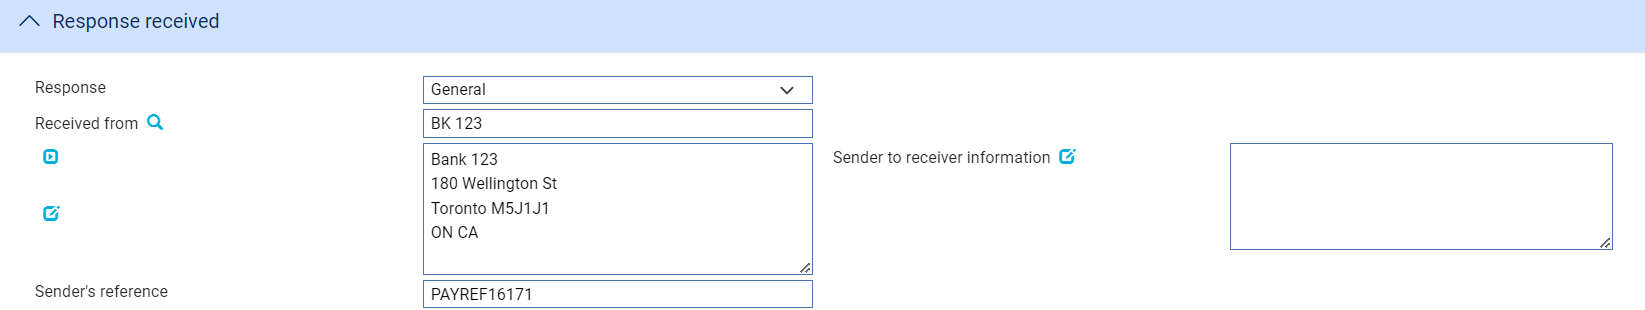 Response received
Response
General
Received from
BK 123
Bank 123
180 Wellington St
Toronto M5J1J1
ON CA
Sender to receiver information
Sender's reference
PAYREF16171